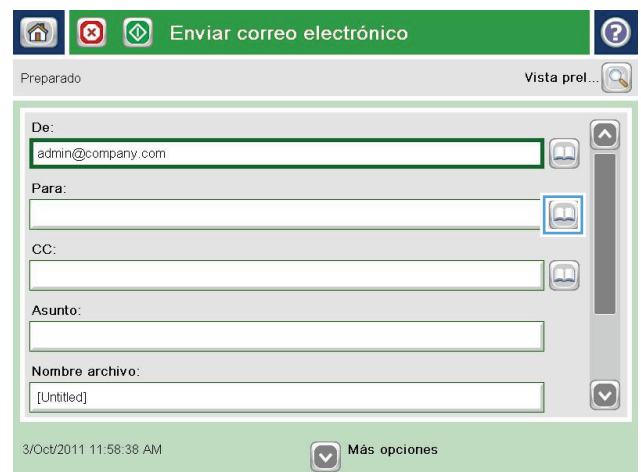 Enviar correo electrónico
?
Preparado
Vista prel...
De:
admin@company.com
Para:
CC:
Asunto:
Nombre archivo:
[Untitled]
3/Oct/2011 11:58:38 AM
Más opciones